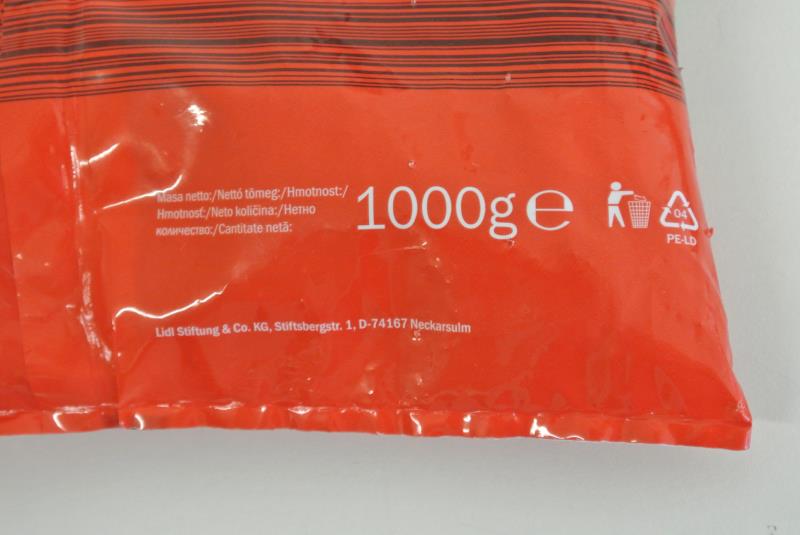 Masa netto:/Nettó tömeg:/Hmotnost:/
Hmotnosť:/Neto količina:/Нетно
количество:/Cantitate netă:
1000g ℮
04
PE-LD
Lidl Stiftung & Co. KG, Stiftsbergstr. 1, D-74167 Neckarsulm